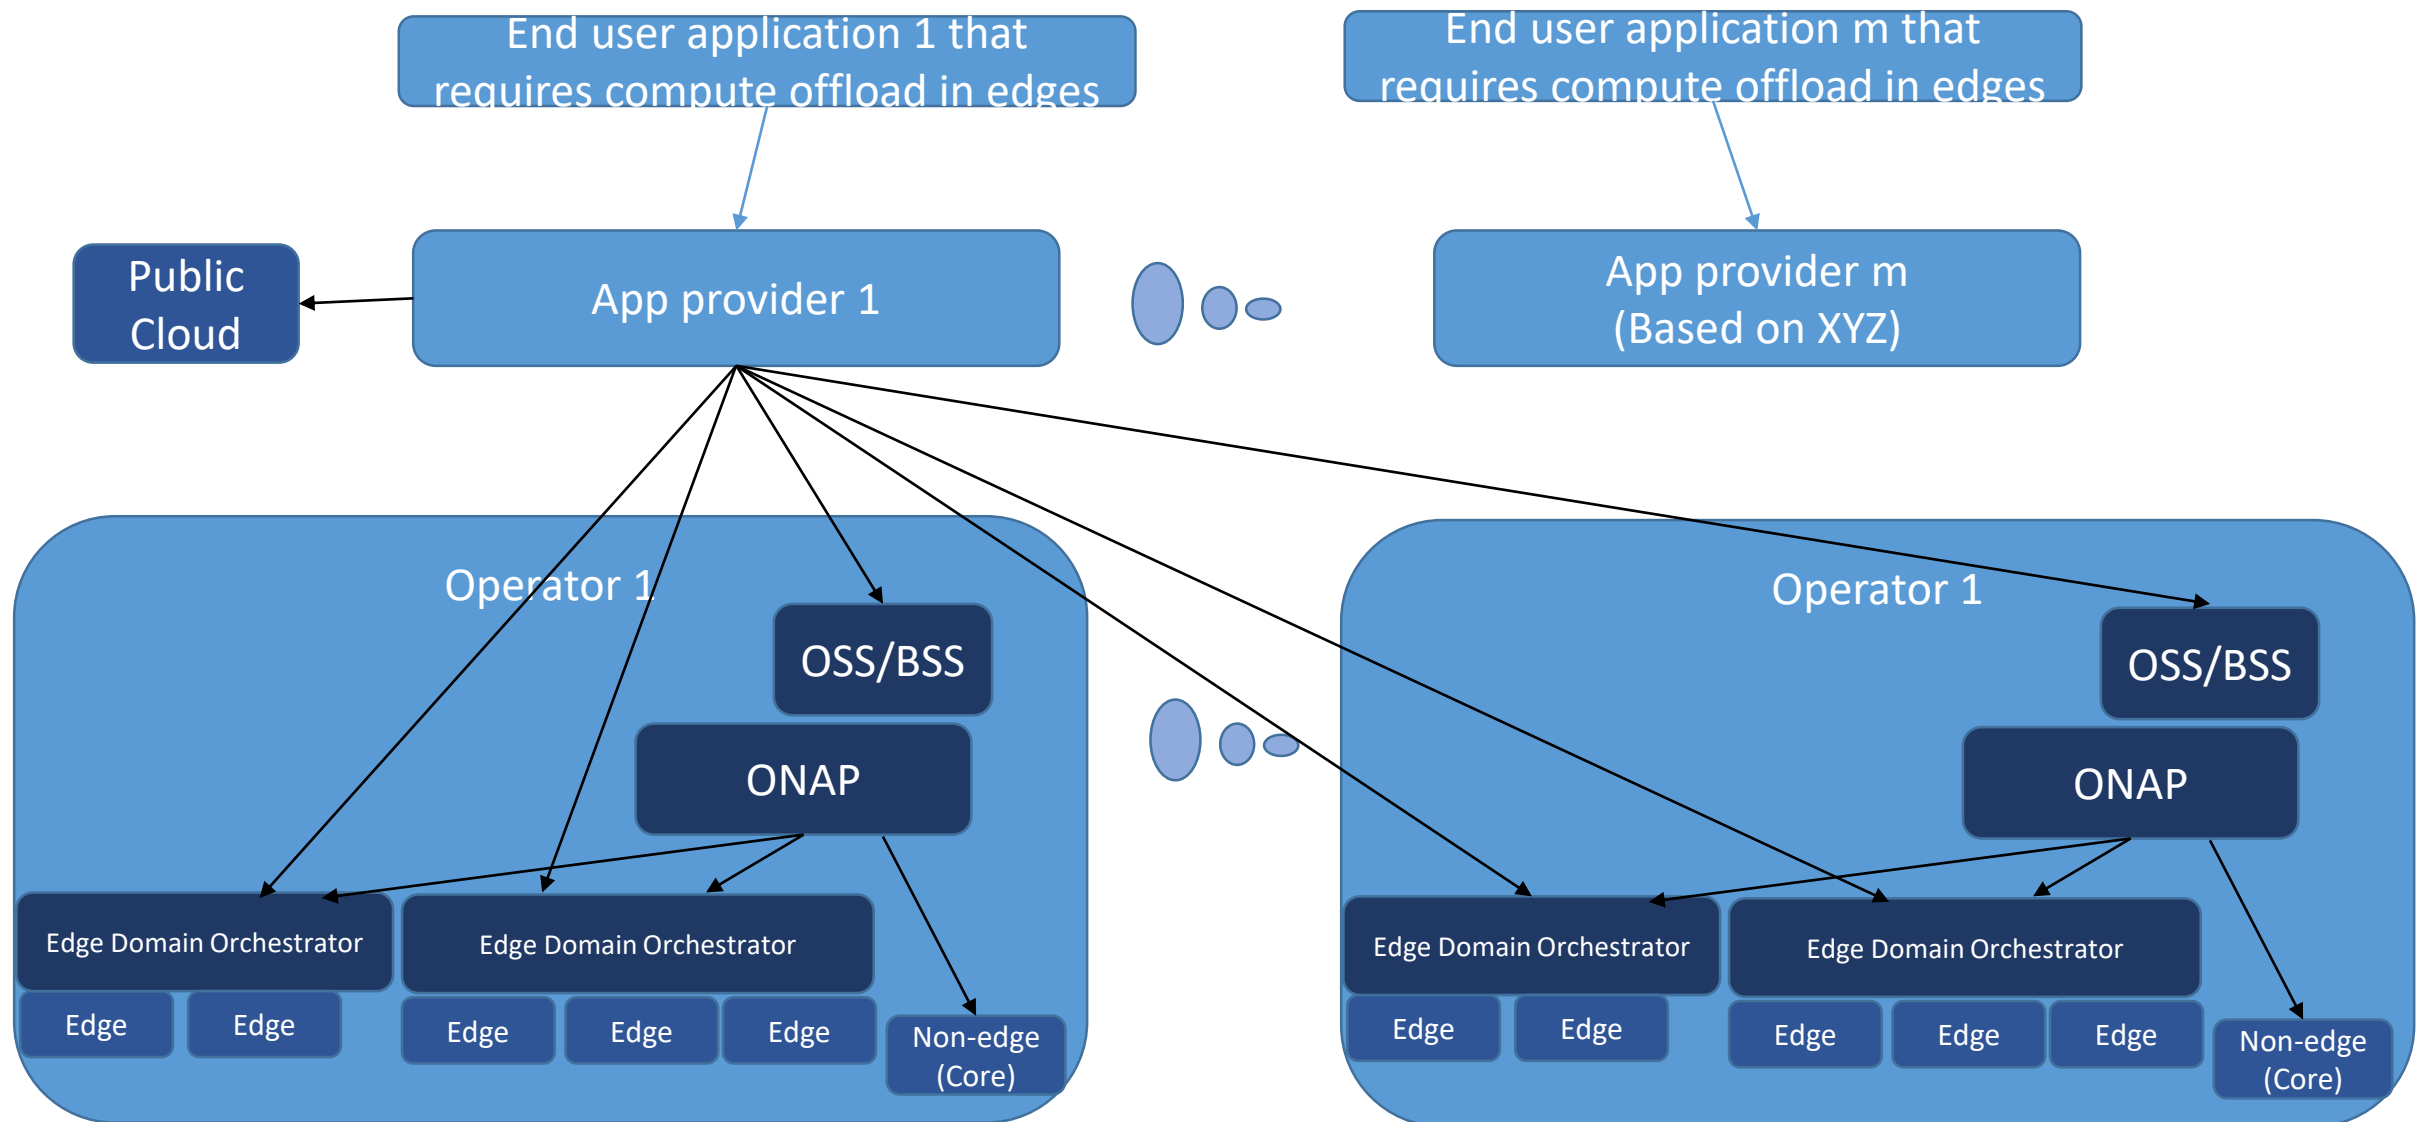 End user application 1 that
requires compute offload in edges
End user application m that
requires compute offload in edges
Public
Cloud
App provider 1
App provider m
(Based on XYZ)
Operator 1
OSS/BSS
ONAP
Edge Domain Orchestrator
Edge Domain Orchestrator
Edge
Edge
Edge
Edge
Edge
Non-edge
(Core)
Operator 1
OSS/BSS
ONAP
Edge Domain Orchestrator
Edge Domain Orchestrator
Edge
Edge
Edge
Edge
Edge
Non-edge
(Core)